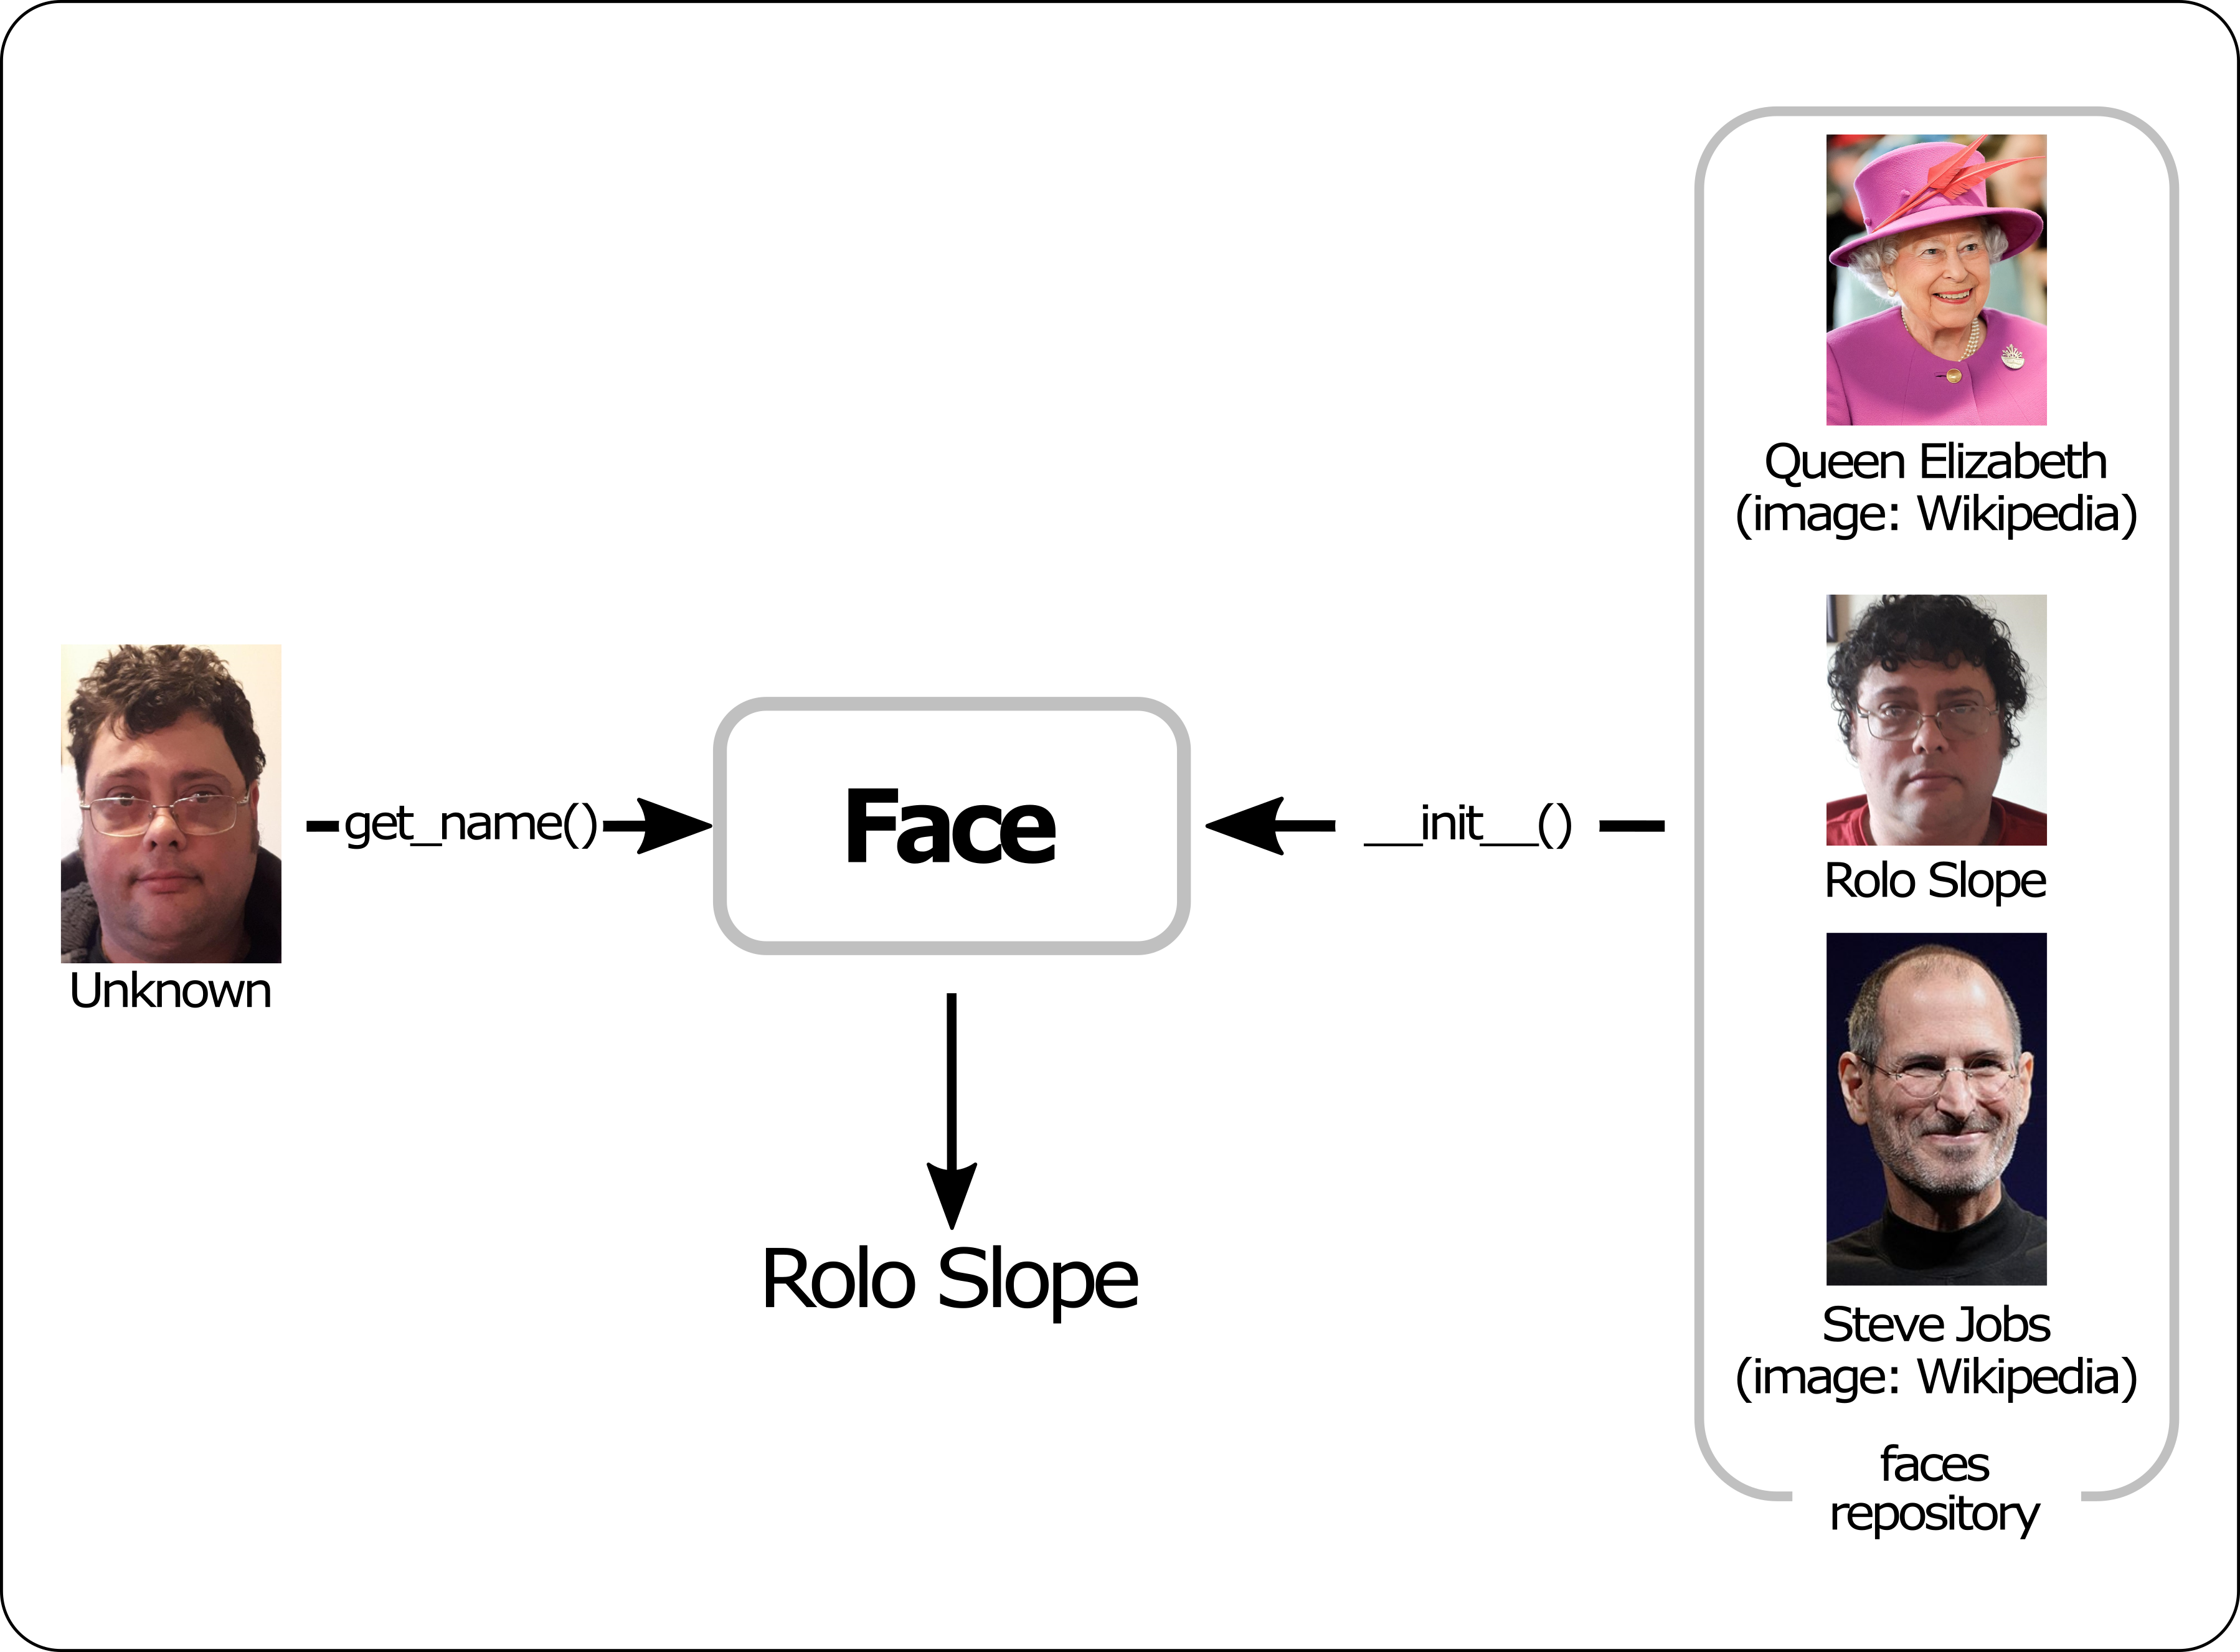 Queen Elizabeth
(image: Wikipedia)
Unknown
get_name()
Face
__init__()
Rolo Slope
Rolo Slope
Steve Jobs
(image: Wikipedia)
faces
repository